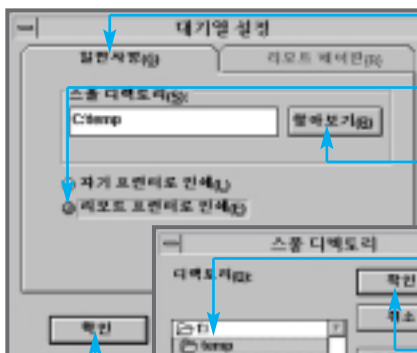 대기열 설정
일반사항(G)
리모트 페이먼(R)
스풀 디렉토리(S):
C:\temp
찾아보기(B)
자기 프린터로 인쇄(L)
리모트 프린터로 인쇄(E)
확인
스풀 디렉토리
디렉토리(D):
temp
확인
취소